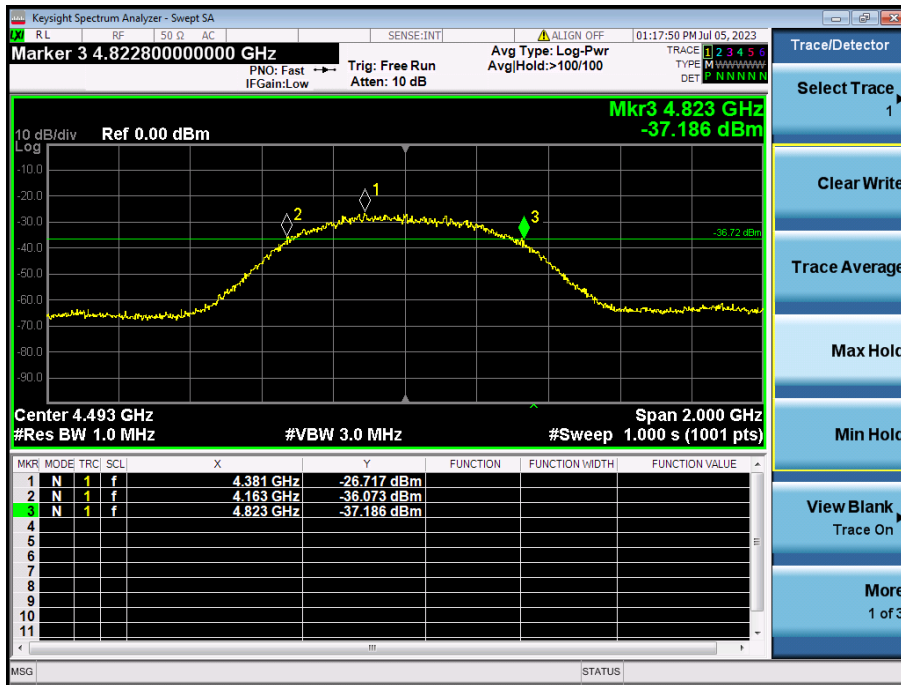 Keysight Spectrum Analyzer - Swept SA
LXI RL RF 50 Ω AC SENSE:INT ALIGN OFF 01:17:50 PM Jul 05, 2023
Marker 3 4.822800000000 GHz
PNO: Fast
IFGain:Low
Trig: Free Run
Atten: 10 dB
Avg Type: Log-Pwr
Avg|Hold:>100/100
TRACE 1 2 3 4 5 6
TYPE M W W W W W
DET P N N N N N
Mkr3 4.823 GHz
-37.186 dBm
10 dB/div Ref 0.00 dBm
Log
-10.0
-20.0
-30.0
-40.0
-50.0
-60.0
-70.0
-80.0
-90.0
1
2
3
-36.72 dBm
Center 4.493 GHz Span 2.000 GHz
#Res BW 1.0 MHz #VBW 3.0 MHz #Sweep 1.000 s (1001 pts)
MKR MODE TRC SCL X Y FUNCTION FUNCTION WIDTH FUNCTION VALUE
1 N 1 f 4.381 GHz -26.717 dBm
2 N 1 f 4.163 GHz -36.073 dBm
3 N 1 f 4.823 GHz -37.186 dBm
4
5
6
7
8
9
10
11
MSG STATUS
Trace/Detector
Select Trace
1
Clear Write
Trace Average
Max Hold
Min Hold
View Blank
Trace On
More
1 of 3